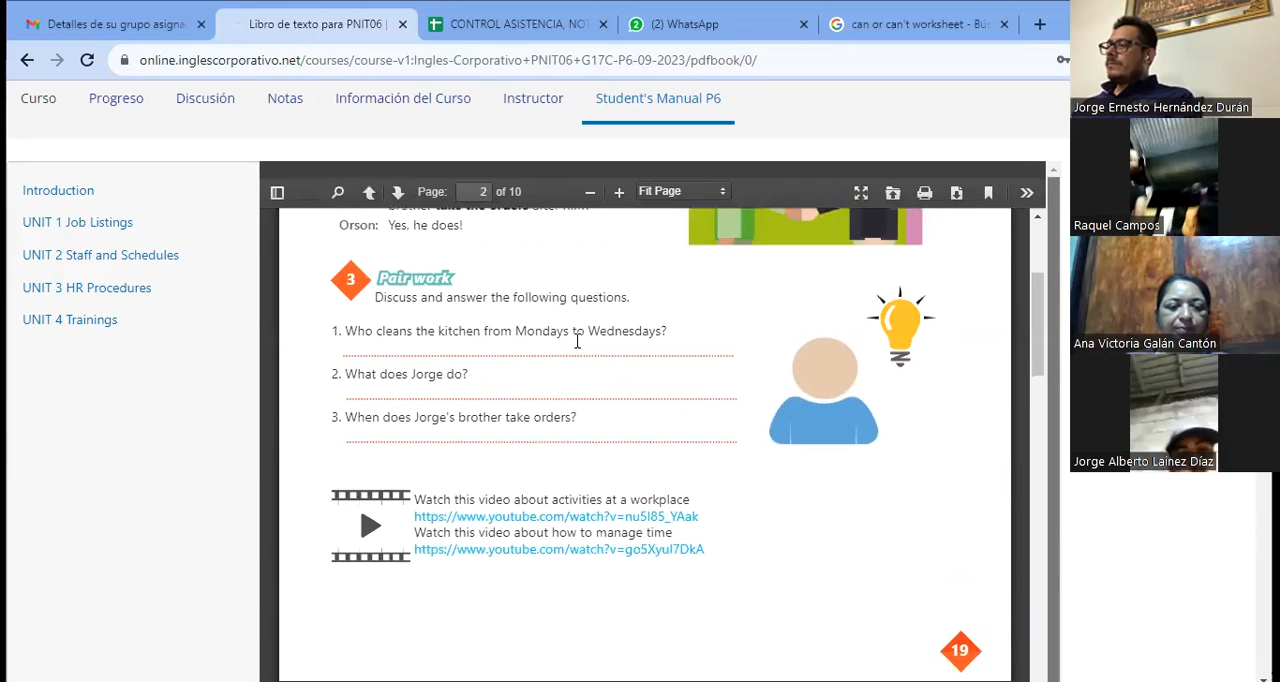 Detalles de su grupo asigna
Libro de texto para PNIT06 |
CONTROL ASISTENCIA, NO
(2) WhatsApp
can or can't worksheet - Bús
online.inglescorporativo.net/courses/course-v1:Ingles-Corporativo+PNIT06+G17C-P6-09-2023/pdfbook/0/
Curso Progreso Discusión Notas Información del Curso Instructor Student's Manual P6
Introduction
UNIT 1 Job Listings
UNIT 2 Staff and Schedules
UNIT 3 HR Procedures
UNIT 4 Trainings
Page: 2 of 10 Fit Page
Orson: Yes, he does!
3 Pair work
Discuss and answer the following questions.
1. Who cleans the kitchen from Mondays to Wednesdays?
2. What does Jorge do?
3. When does Jorge's brother take orders?
Watch this video about activities at a workplace
https://www.youtube.com/watch?v=nu5I85_YAak
Watch this video about how to manage time
https://www.youtube.com/watch?v=go5XyuI7DkA
19
Jorge Ernesto Hernández Durán
Raquel Campos
Ana Victoria Galán Cantón
Jorge Alberto Lainez Díaz